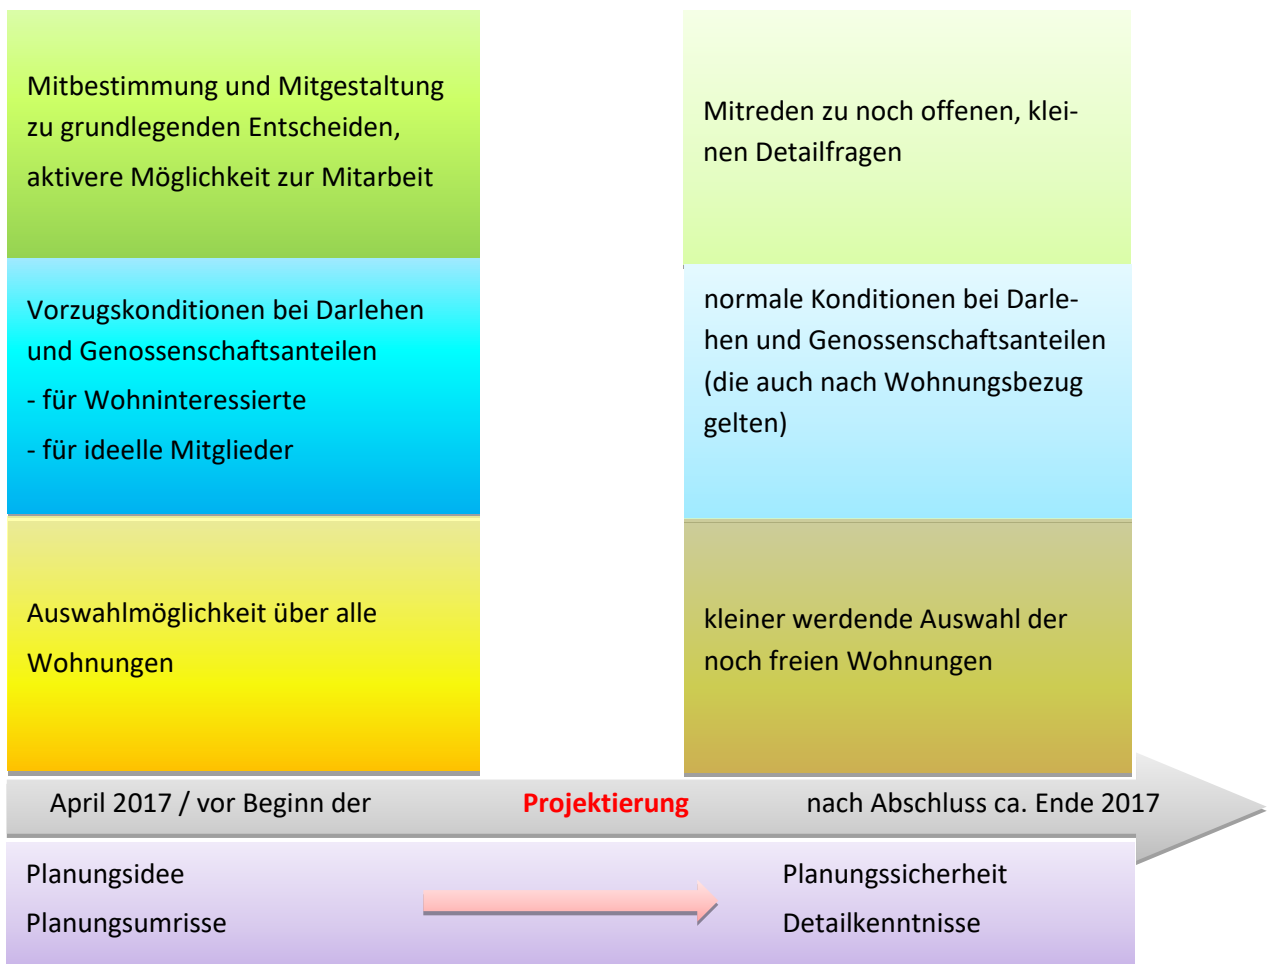 Mitbestimmung und Mitgestaltung
zu grundlegenden Entscheiden,
aktivere Möglichkeit zur Mitarbeit
Mitreden zu noch offenen, klei-
nen Detailfragen
Vorzugskonditionen bei Darlehen
und Genossenschaftsanteilen
- für Wohninteressierte
- für ideelle Mitglieder
normale Konditionen bei Darle-
hen und Genossenschaftsanteilen
(die auch nach Wohnungsbezug
gelten)
Auswahlmöglichkeit über alle
Wohnungen
kleiner werdende Auswahl der
noch freien Wohnungen
April 2017 / vor Beginn der Projektierung nach Abschluss ca. Ende 2017
Planungsidee
Planungsumrisse
Planungssicherheit
Detailkenntnisse